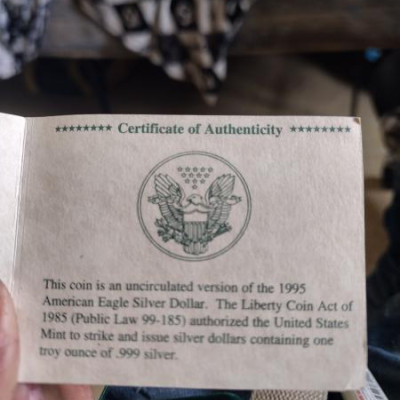 ******** Certificate of Authenticity ********
This coin is an uncirculated version of the 1995
American Eagle Silver Dollar. The Liberty Coin Act of
1985 (Public Law 99-185) authorized the United States
Mint to strike and issue silver dollars containing one
troy ounce of .999 silver.